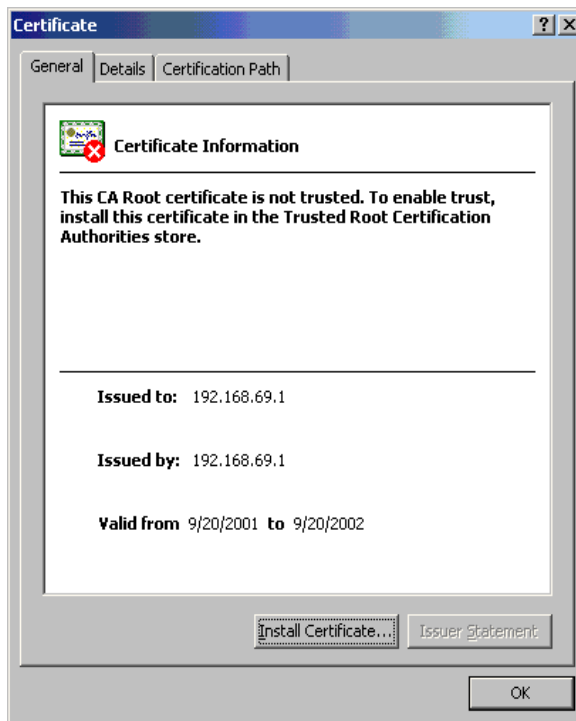 Certificate
General Details Certification Path
Certificate Information
This CA Root certificate is not trusted. To enable trust,
install this certificate in the Trusted Root Certification
Authorities store.
Issued to: 192.168.69.1
Issued by: 192.168.69.1
Valid from 9/20/2001 to 9/20/2002
Install Certificate... Issuer Statement
OK